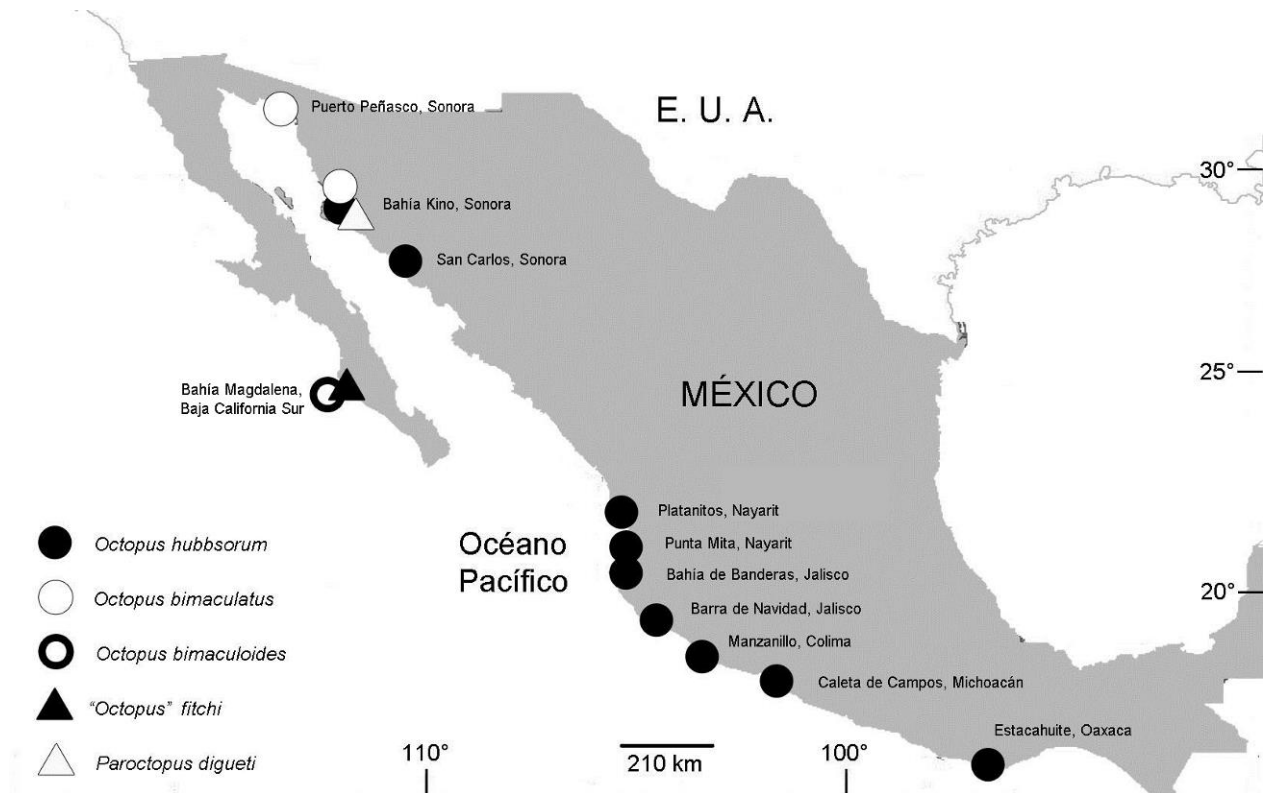 Puerto Peñasco, Sonora
E. U. A.
30°
Bahía Kino, Sonora
San Carlos, Sonora
25°
Bahía Magdalena,
Baja California Sur
MÉXICO
Platanitos, Nayarit
Océano
Pacífico
Punta Mita, Nayarit
Bahía de Banderas, Jalisco
20°
Barra de Navidad, Jalisco
Manzanillo, Colima
Caleta de Campos, Michoacán
Estacahuite, Oaxaca
Octopus hubbsorum
Octopus bimaculatus
Octopus bimaculoides
"Octopus" fitchi
Paroctopus digueti
110°
210 km
100°